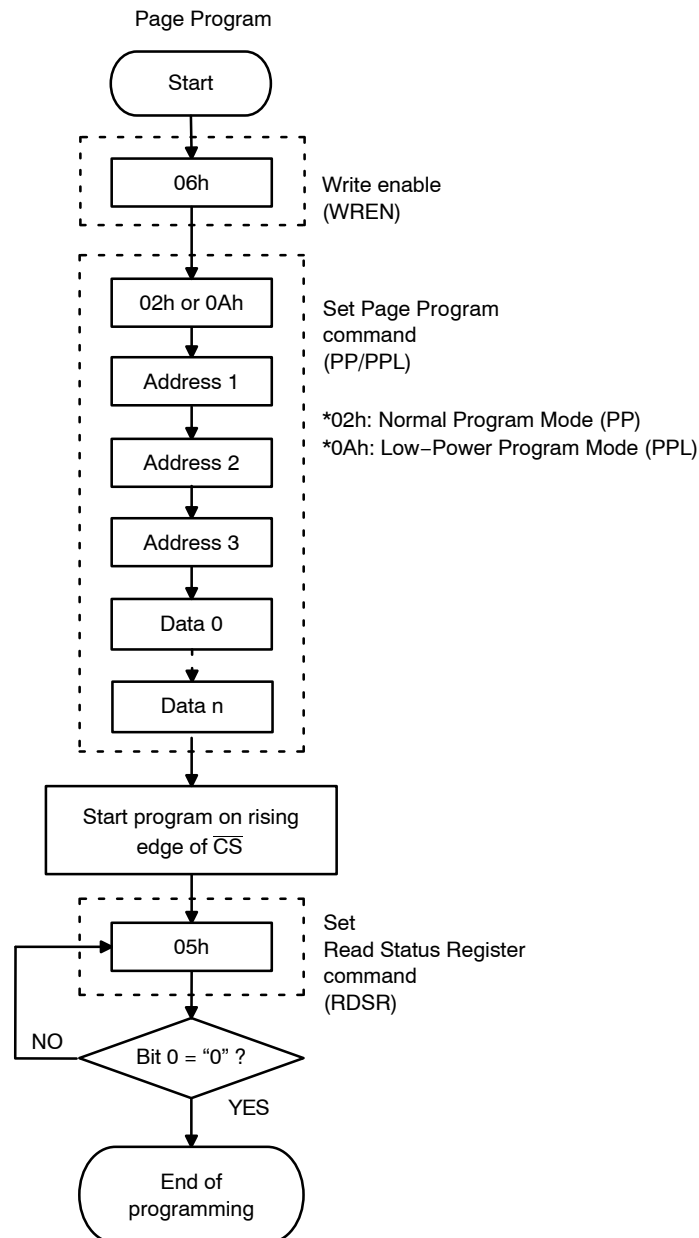 Page Program
Start
06h
Write enable
(WREN)
02h or 0Ah
Set Page Program
command
(PP/PPL)
Address 1
*02h: Normal Program Mode (PP)
*0Ah: Low−Power Program Mode (PPL)
Address 2
Address 3
Data 0
Data n
Start program on rising
edge of C̅S̅
05h
Set
Read Status Register
command
(RDSR)
NO
Bit 0 = “0” ?
YES
End of
programming